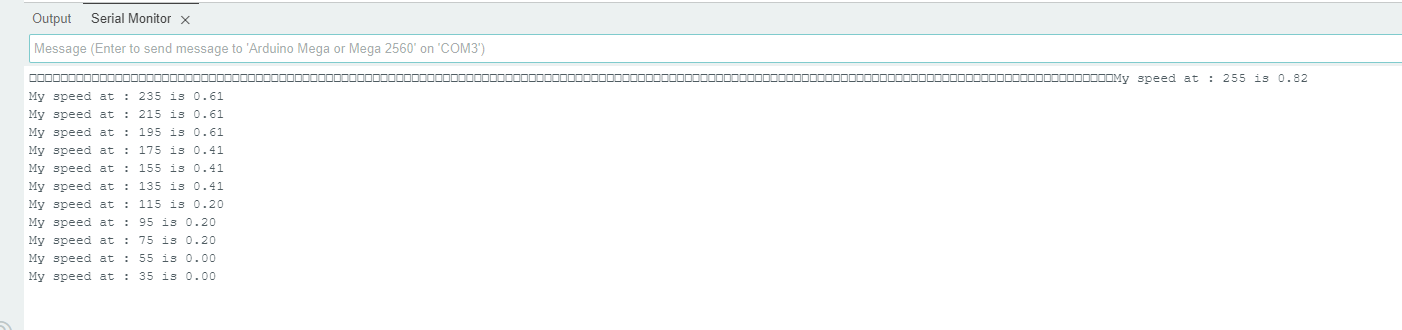 Output Serial Monitor ×
Message (Enter to send message to 'Arduino Mega or Mega 2560' on 'COM3')
My speed at : 255 is 0.82
My speed at : 235 is 0.61
My speed at : 215 is 0.61
My speed at : 195 is 0.61
My speed at : 175 is 0.41
My speed at : 155 is 0.41
My speed at : 135 is 0.41
My speed at : 115 is 0.20
My speed at : 95 is 0.20
My speed at : 75 is 0.20
My speed at : 55 is 0.00
My speed at : 35 is 0.00